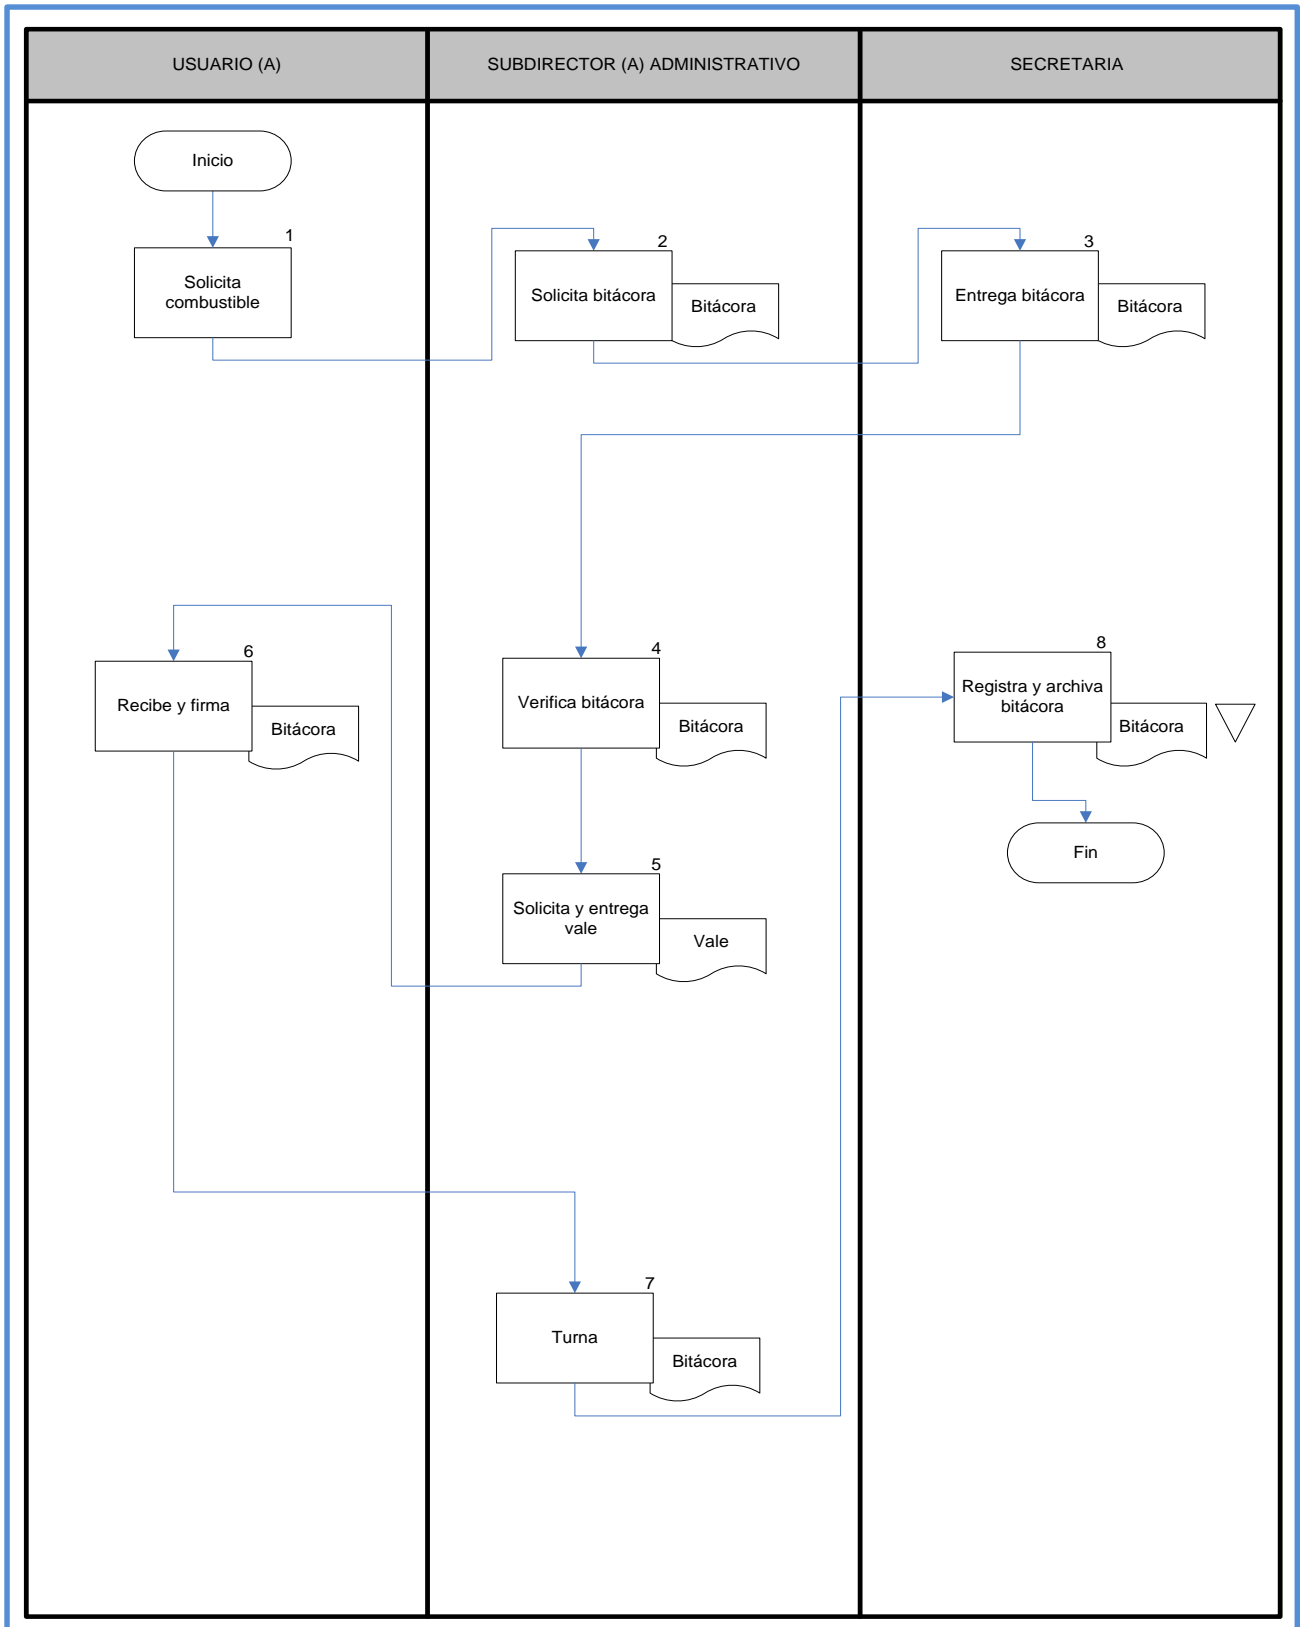 USUARIO (A)
SUBDIRECTOR (A) ADMINISTRATIVO
SECRETARIA
Inicio
1
Solicita
combustible
2
Solicita bitácora
Bitácora
3
Entrega bitácora
Bitácora
4
Verifica bitácora
Bitácora
5
Solicita y entrega
vale
Vale
6
Recibe y firma
Bitácora
7
Turna
Bitácora
8
Registra y archiva
bitácora
Bitácora
Fin